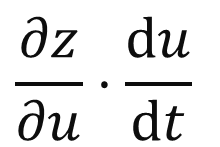 ∂z/∂u · du/dt